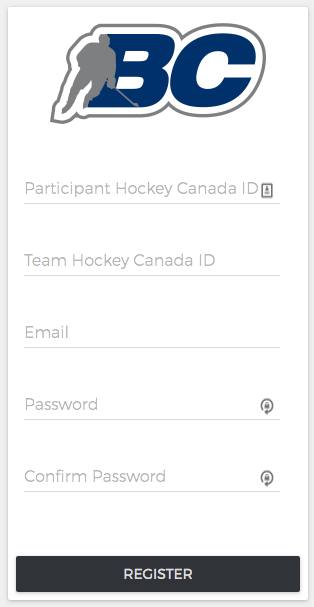 BC
Participant Hockey Canada ID
Team Hockey Canada ID
Email
Password
Confirm Password
REGISTER